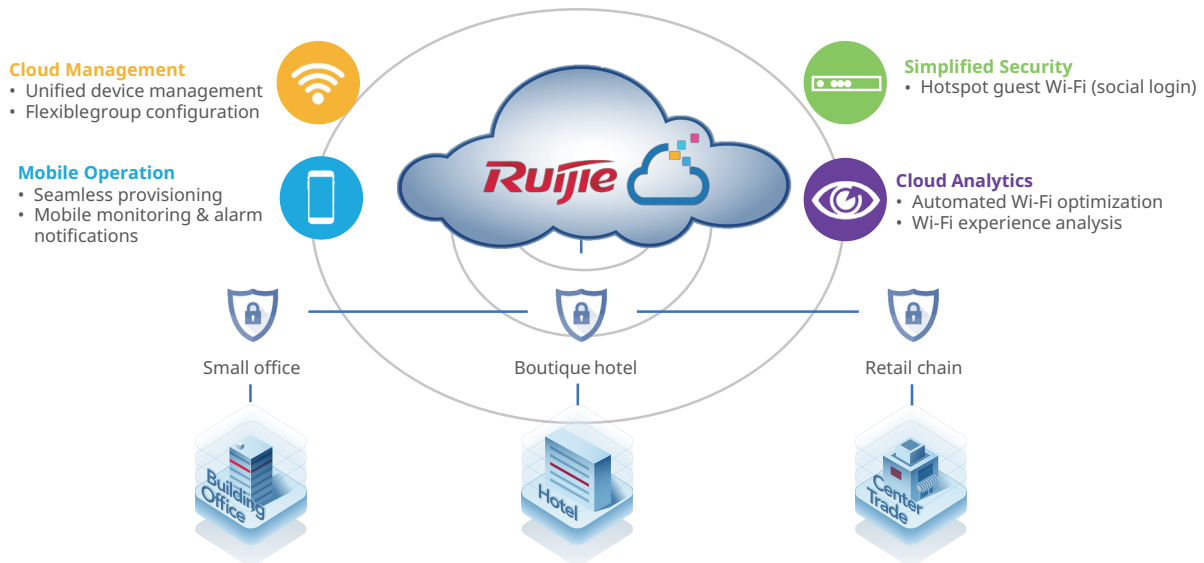 Cloud Management
• Unified device management
• Flexiblegroup configuration
Mobile Operation
• Seamless provisioning
• Mobile monitoring & alarm
notifications
Ruijie
Simplified Security
• Hotspot guest Wi-Fi (social login)
Cloud Analytics
• Automated Wi-Fi optimization
• Wi-Fi experience analysis
Small office
Boutique hotel
Retail chain
Building
Office
Hotel
Center
Trade